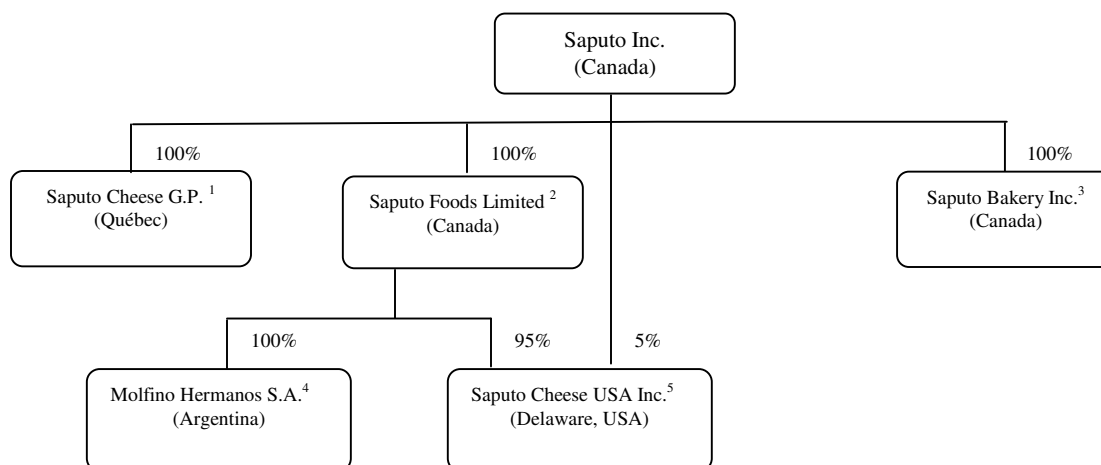 Saputo Inc.
(Canada)
100%
100%
100%
Saputo Cheese G.P. 1
(Québec)
Saputo Foods Limited 2
(Canada)
Saputo Bakery Inc.3
(Canada)
100%
95%
5%
Molfino Hermanos S.A.4
(Argentina)
Saputo Cheese USA Inc.5
(Delaware, USA)